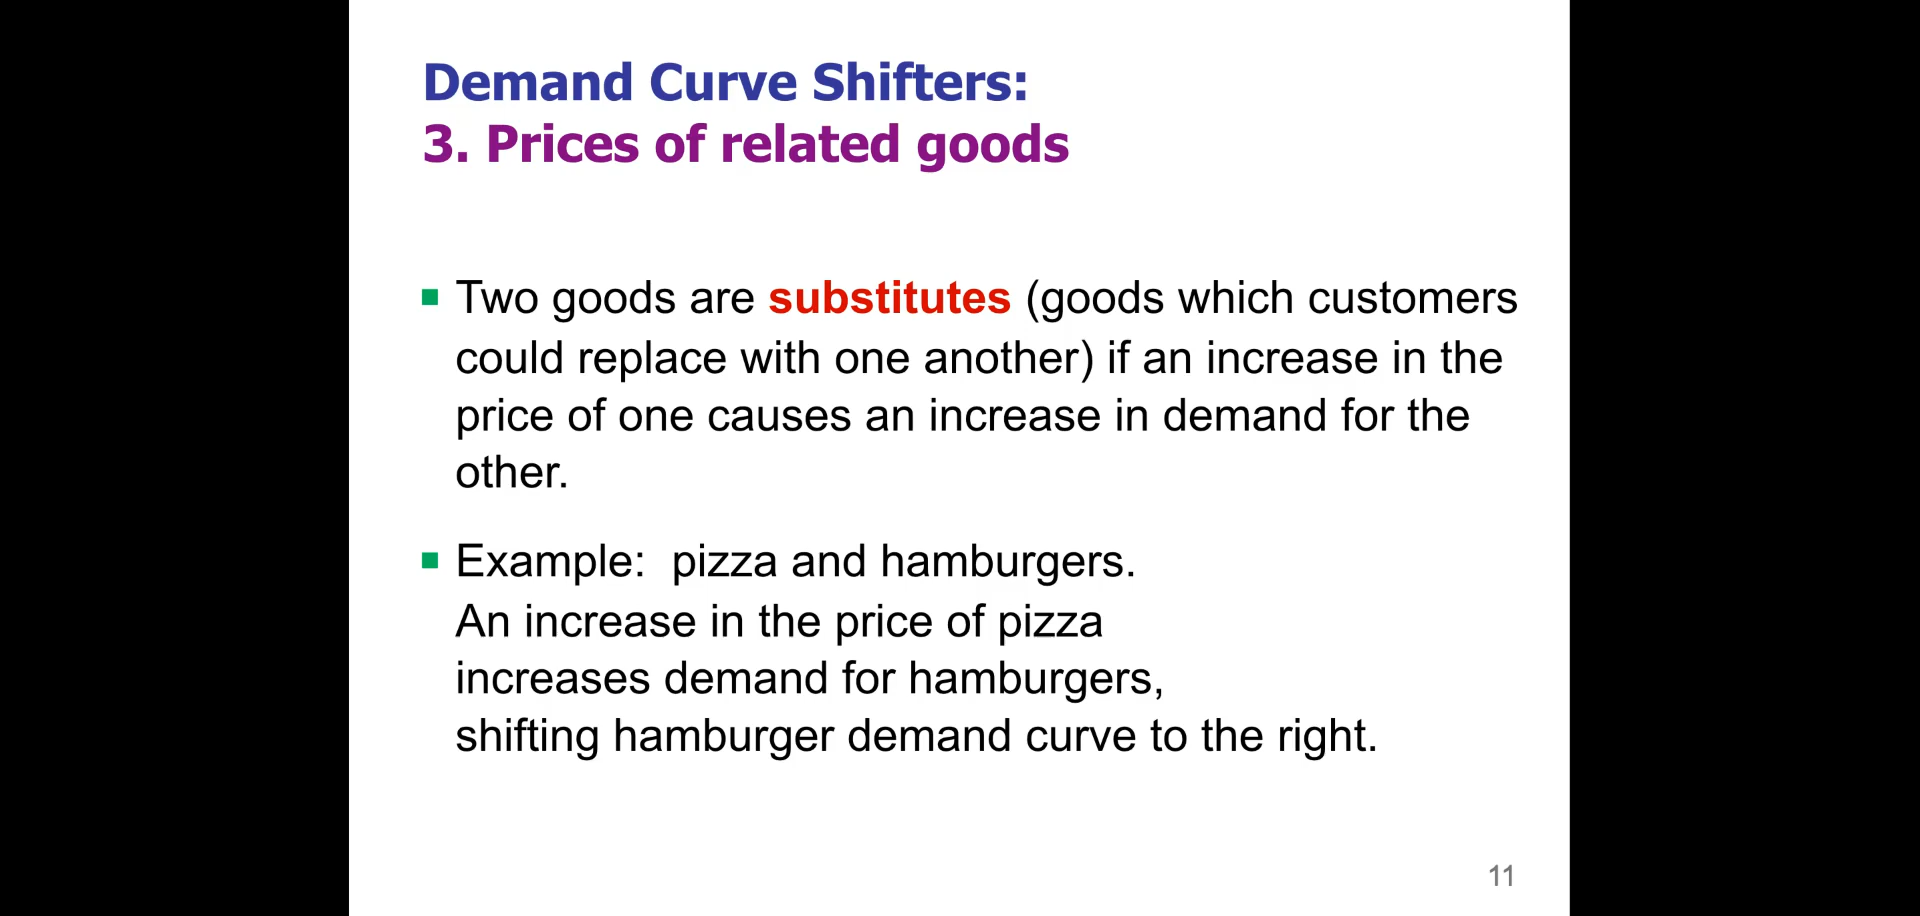 Demand Curve Shifters:
3. Prices of related goods
Two goods are substitutes (goods which customers
could replace with one another) if an increase in the
price of one causes an increase in demand for the
other.
Example:  pizza and hamburgers.
An increase in the price of pizza
increases demand for hamburgers,
shifting hamburger demand curve to the right.
11